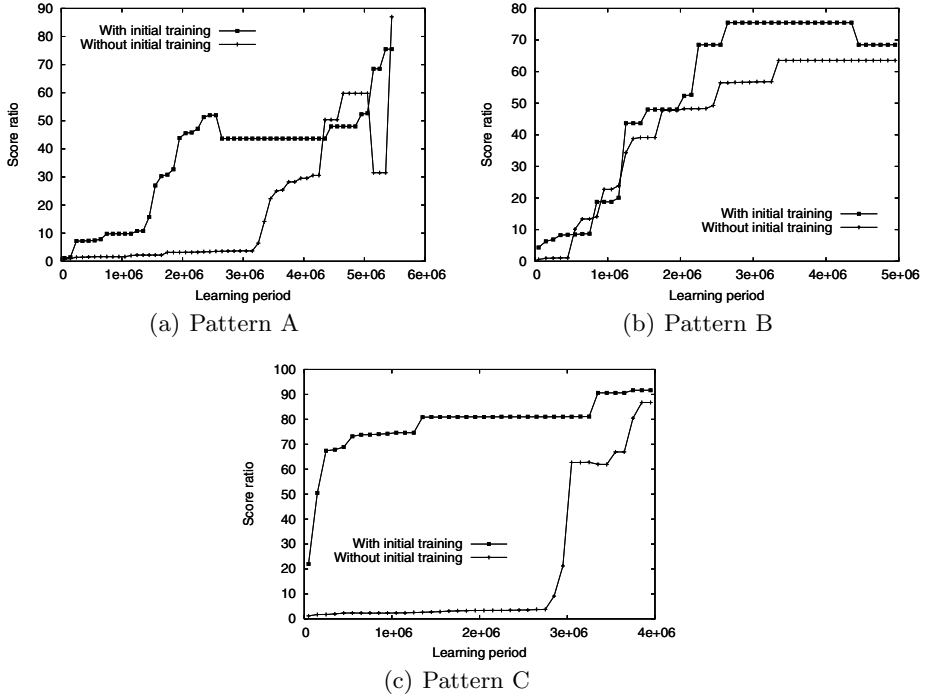 90
80
70
60
50
40
30
20
10
0
Score ratio
With initial training
Without initial training
0 1e+06 2e+06 3e+06 4e+06 5e+06 6e+06
Learning period
(a) Pattern A
80
70
60
50
40
30
20
10
0
Score ratio
With initial training
Without initial training
0 1e+06 2e+06 3e+06 4e+06 5e+06
Learning period
(b) Pattern B
100
90
80
70
60
50
40
30
20
10
0
Score ratio
With initial training
Without initial training
0 1e+06 2e+06 3e+06 4e+06
Learning period
(c) Pattern C